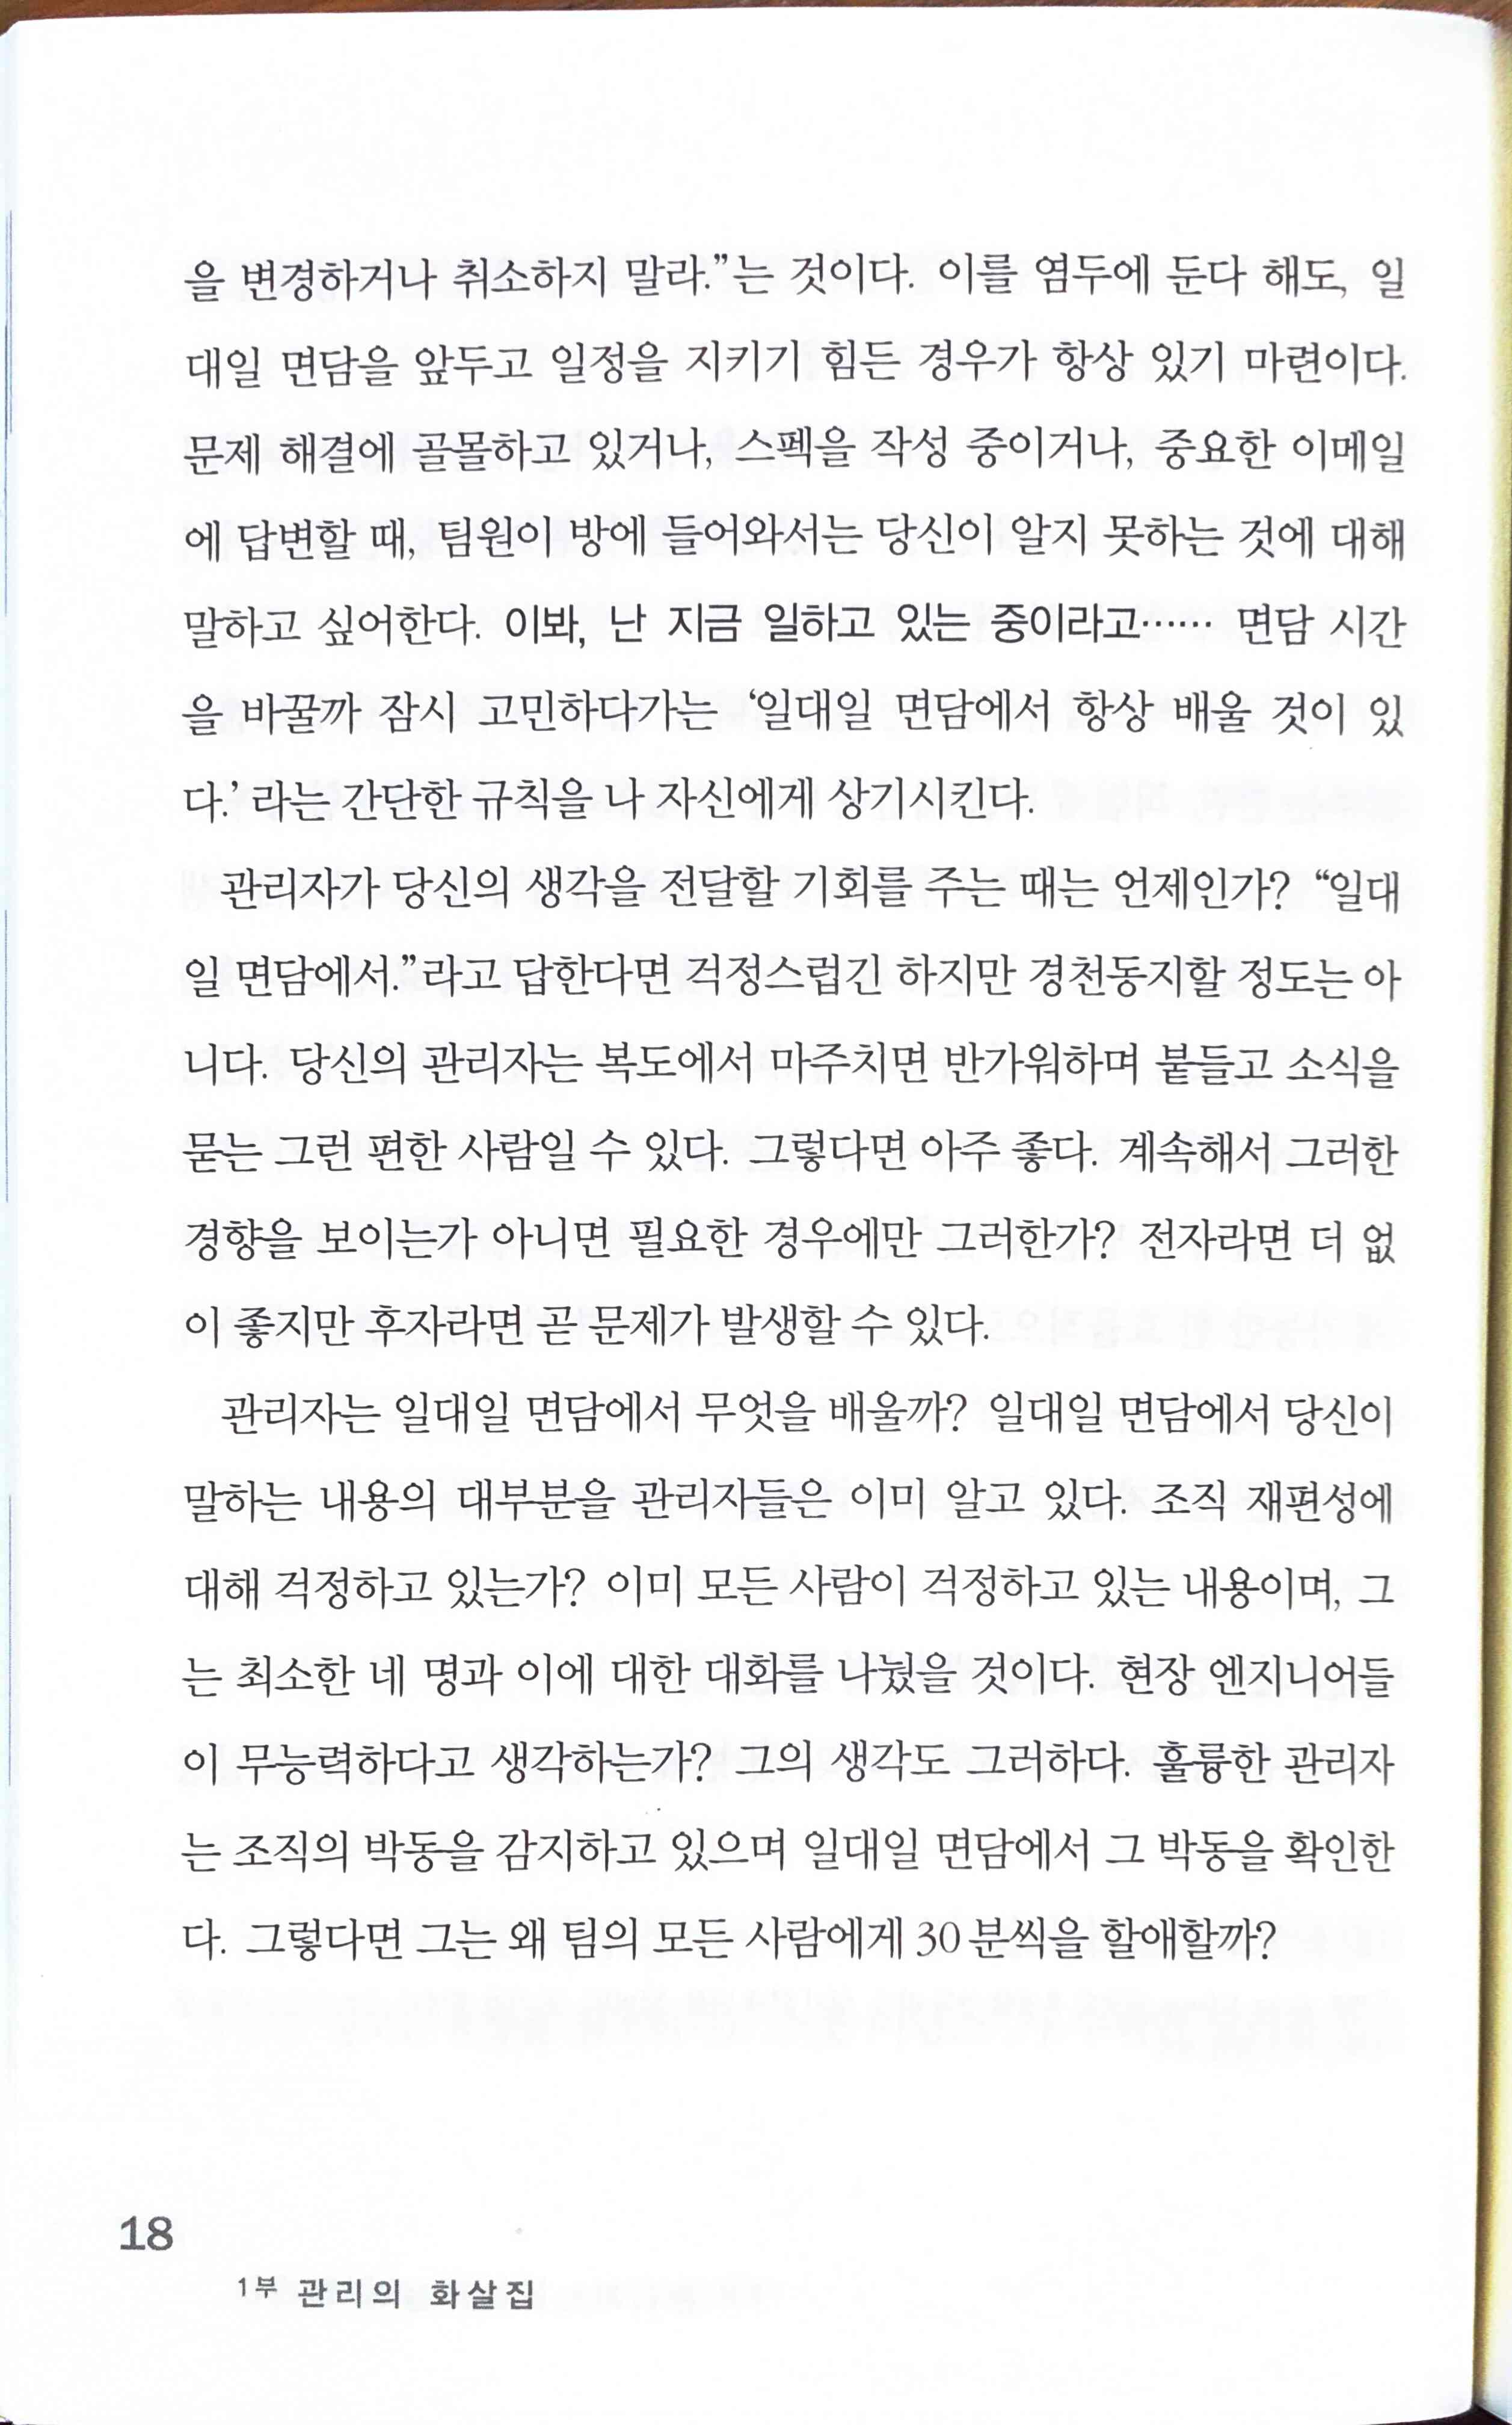 을 변경하거나 취소하지 말라.”는 것이다. 이를 염두에 둔다 해도, 일
대일 면담을 앞두고 일정을 지키기 힘든 경우가 항상 있기 마련이다.
문제 해결에 골몰하고 있거나, 스펙을 작성 중이거나, 중요한 이메일
에 답변할 때, 팀원이 방에 들어와서는 당신이 알지 못하는 것에 대해
말하고 싶어한다. 이봐, 난 지금 일하고 있는 중이라고…… 면담 시간
을 바꿀까 잠시 고민하다가는 ‘일대일 면담에서 항상 배울 것이 있
다.’라는 간단한 규칙을 나 자신에게 상기시킨다.
관리자가 당신의 생각을 전달할 기회를 주는 때는 언제인가? “일대
일 면담에서.”라고 답한다면 걱정스럽긴 하지만 경천동지할 정도는 아
니다. 당신의 관리자는 복도에서 마주치면 반가워하며 붙들고 소식을
묻는 그런 편한 사람일 수 있다. 그렇다면 아주 좋다. 계속해서 그러한
경향을 보이는가 아니면 필요한 경우에만 그러한가? 전자라면 더 없
이 좋지만 후자라면 곧 문제가 발생할 수 있다.
관리자는 일대일 면담에서 무엇을 배울까? 일대일 면담에서 당신이
말하는 내용의 대부분을 관리자들은 이미 알고 있다. 조직 재편성에
대해 걱정하고 있는가? 이미 모든 사람이 걱정하고 있는 내용이며, 그
는 최소한 네 명과 이에 대한 대화를 나눴을 것이다. 현장 엔지니어들
이 무능력하다고 생각하는가? 그의 생각도 그러하다. 훌륭한 관리자
는 조직의 박동을 감지하고 있으며 일대일 면담에서 그 박동을 확인한
다. 그렇다면 그는 왜 팀의 모든 사람에게 30분씩을 할애할까?
18
1부 관리의 화살집